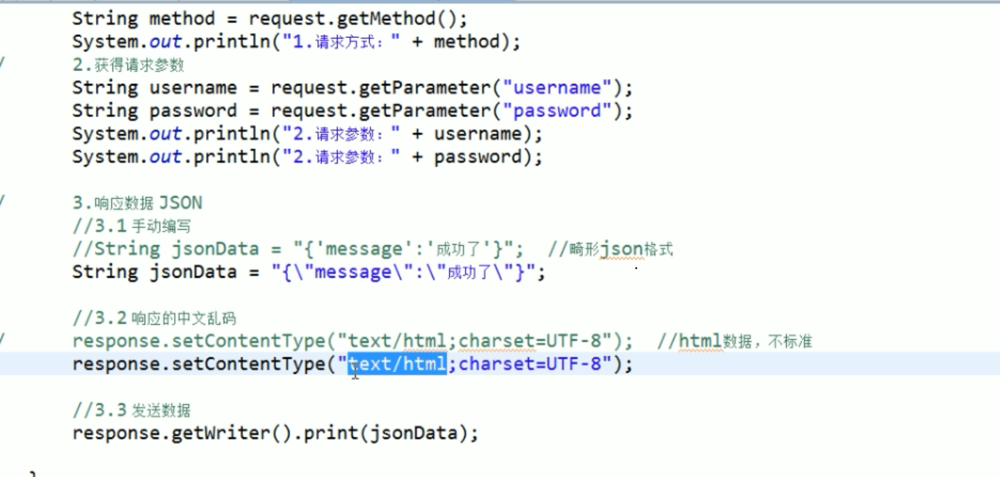 String method = request.getMethod();
System.out.println("1.请求方式：" + method);
/ 2.获得请求参数
String username = request.getParameter("username");
String password = request.getParameter("password");
System.out.println("2.请求参数：" + username);
System.out.println("2.请求参数：" + password);
/ 3.响应数据 JSON
//3.1 手动编写
//String jsonData = "{'message':'成功了'}"; //畸形json格式
String jsonData = "{\"message\":\"成功了\"}";
//3.2 响应的中文乱码
/ response.setContentType("text/html;charset=UTF-8"); //html数据，不标准
response.setContentType("text/html;charset=UTF-8");
//3.3 发送数据
response.getWriter().print(jsonData);
}